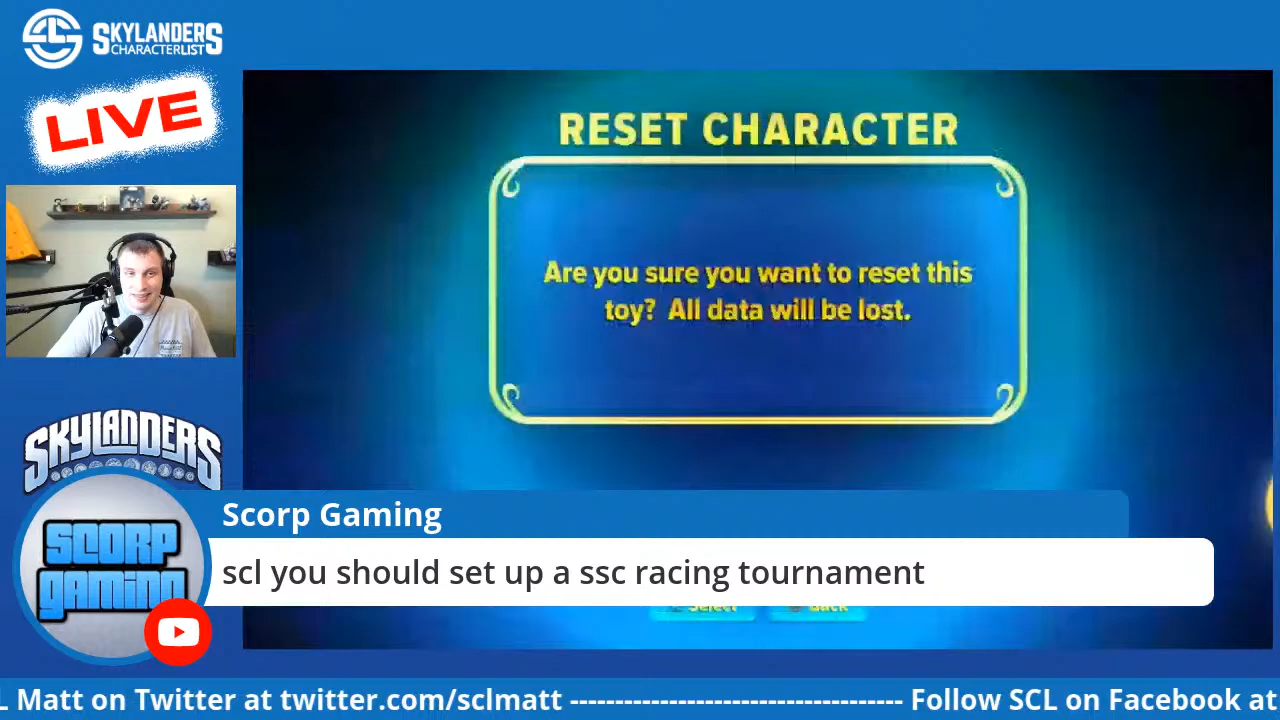 SKYLANDERS
CHARACTERLIST
LIVE
RESET CHARACTER
Are you sure you want to reset this
toy? All data will be lost.
SKYLANDERS
SCORP
GAMING
Scorp Gaming
scl you should set up a ssc racing tournament
Select
Back
L Matt on Twitter at twitter.com/sclmatt ----------------------------------- Follow SCL on Facebook at